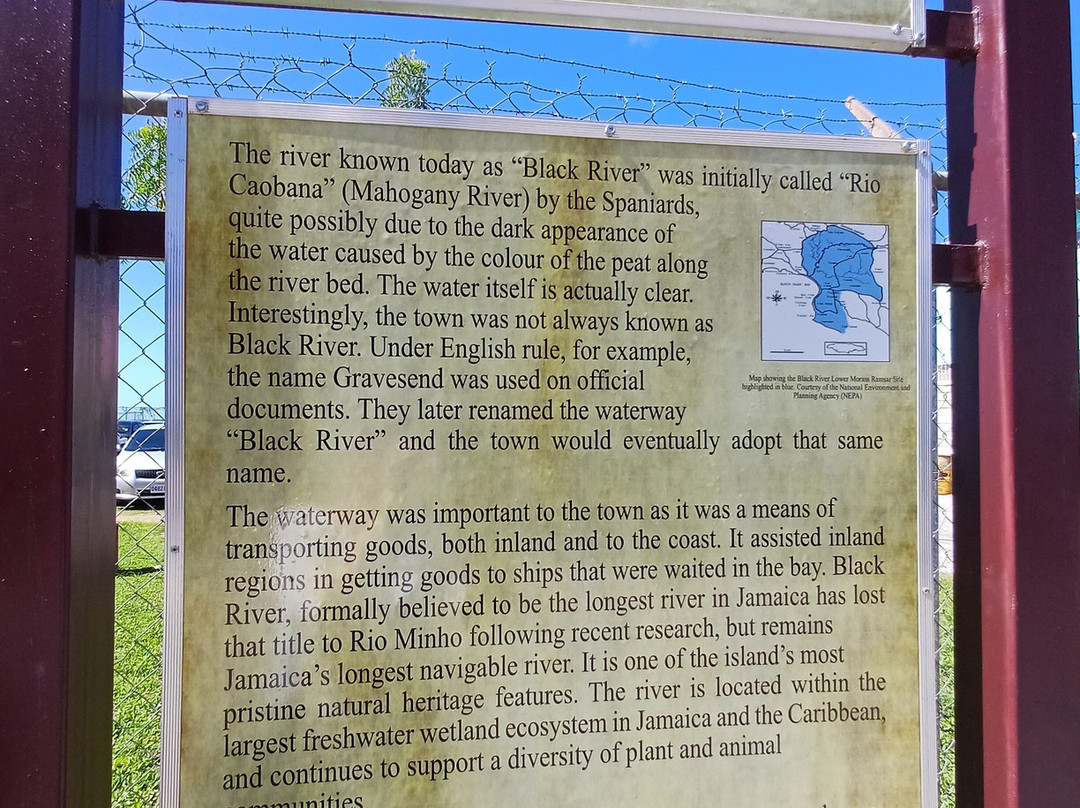 The river known today as “Black River” was initially called “Rio
Caobana” (Mahogany River) by the Spaniards,
quite possibly due to the dark appearance of
the water caused by the colour of the peat along
the river bed. The water itself is actually clear.
Interestingly, the town was not always known as
Black River. Under English rule, for example,
the name Gravesend was used on official
documents. They later renamed the waterway
“Black River” and the town would eventually adopt that same
name.
Map showing the Black River Lower Morass Ramsar Site
highlighted in blue. Courtesy of the National Environment and
Planning Agency (NEPA)
The waterway was important to the town as it was a means of
transporting goods, both inland and to the coast. It assisted inland
regions in getting goods to ships that were waited in the bay. Black
River, formally believed to be the longest river in Jamaica has lost
that title to Rio Minho following recent research, but remains
Jamaica’s longest navigable river. It is one of the island’s most
pristine natural heritage features. The river is located within the
largest freshwater wetland ecosystem in Jamaica and the Caribbean,
and continues to support a diversity of plant and animal
communities